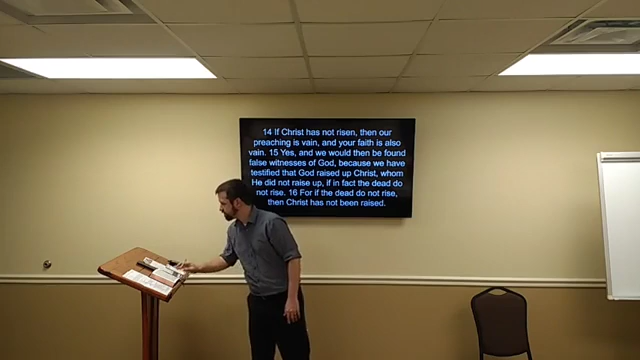 14 If Christ has not risen, then our
preaching is vain, and your faith is also
vain. 15 Yes, and we would then be found
false witnesses of God, because we have
testified that God raised up Christ, whom
He did not raise up, if in fact the dead do
not rise. 16 For if the dead do not rise,
then Christ has not been raised.